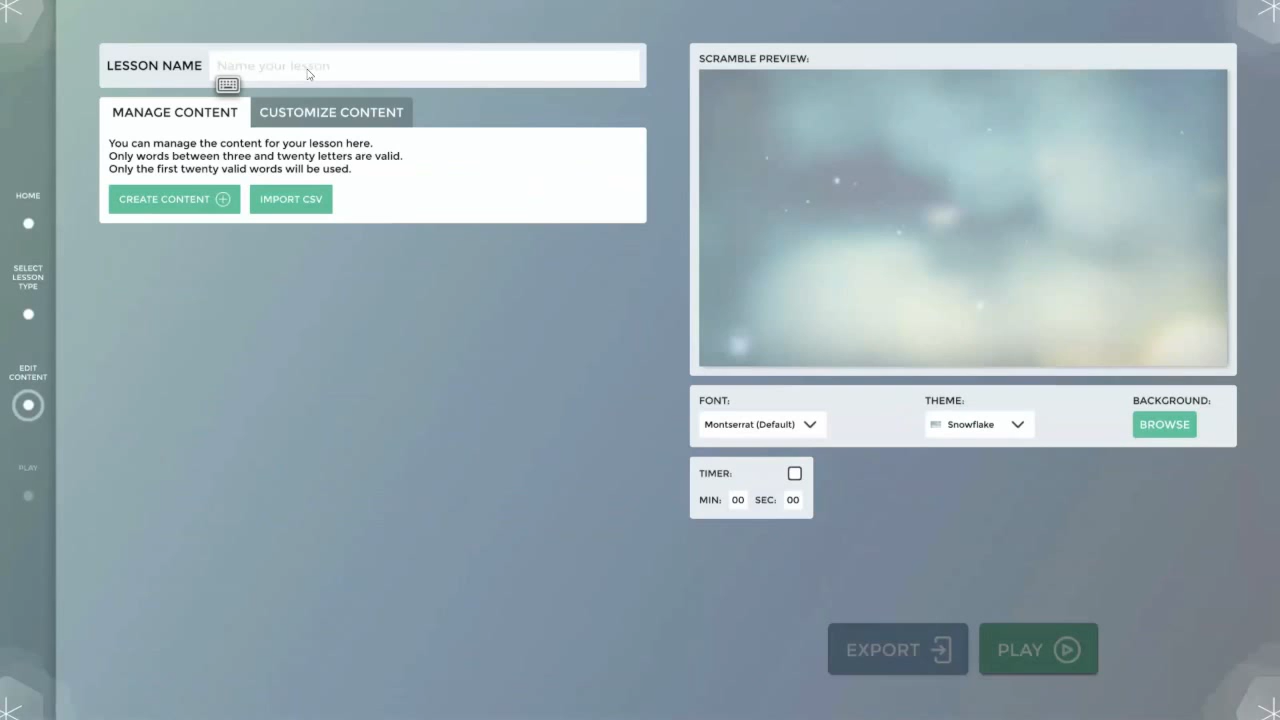 LESSON NAME Name your lesson
MANAGE CONTENT CUSTOMIZE CONTENT
You can manage the content for your lesson here.
Only words between three and twenty letters are valid.
Only the first twenty valid words will be used.
CREATE CONTENT IMPORT CSV
HOME
SELECT
LESSON
TYPE
EDIT
CONTENT
PLAY
SCRAMBLE PREVIEW:
FONT: THEME: BACKGROUND:
Montserrat (Default) Snowflake BROWSE
TIMER:
MIN: 00 SEC: 00
EXPORT PLAY